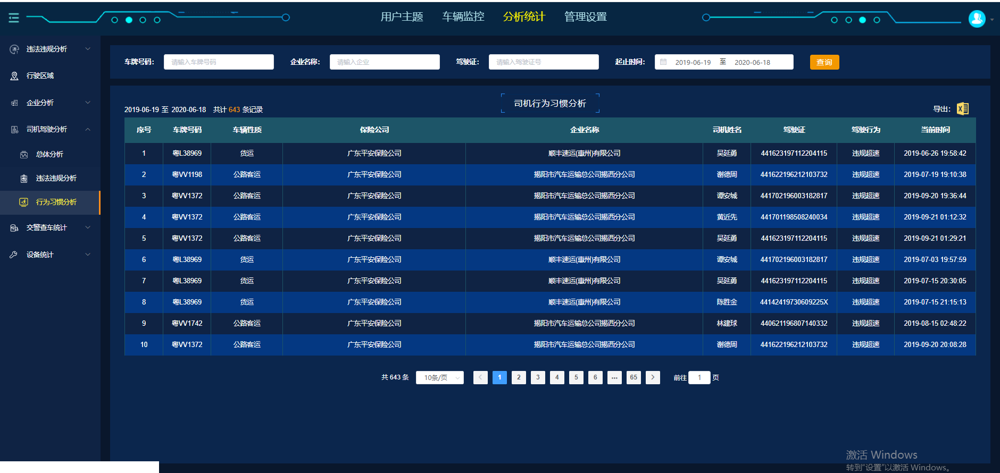 用户主题 车辆监控 分析统计 管理设置
违法违规分析
行驶区域
企业分析
司机驾驶分析
总体分析
违法违规分析
行为习惯分析
交警查车统计
设备统计
车牌号码: 请输入车牌号码 企业名称: 请输入企业 驾驶证: 请输入驾驶证号 起止时间: 2019-06-19 至 2020-06-18 查询
司机行为习惯分析
2019-06-19 至 2020-06-18 共计 643 条记录 导出:
序号 车牌号码 车辆性质 保险公司 企业名称 司机姓名 驾驶证 驾驶行为 当前时间
1 粤L38969 货运 广东平安保险公司 顺丰速运(惠州)有限公司 吴延勇 441623197112204115 违规超速 2019-06-26 19:58:42
2 粤VV1198 公路客运 广东平安保险公司 揭阳市汽车运输总公司揭西分公司 谢德周 441622196212103732 违规超速 2019-07-19 19:10:38
3 粤VV1372 公路客运 广东平安保险公司 揭阳市汽车运输总公司揭西分公司 谭安城 441702196003182817 违规超速 2019-09-20 19:36:44
4 粤VV1372 公路客运 广东平安保险公司 揭阳市汽车运输总公司揭西分公司 黄近先 441701198508240034 违规超速 2019-09-21 01:12:32
5 粤VV1372 公路客运 广东平安保险公司 揭阳市汽车运输总公司揭西分公司 吴延勇 441623197112204115 违规超速 2019-09-21 01:29:21
6 粤L38969 货运 广东平安保险公司 顺丰速运(惠州)有限公司 谭安城 441702196003182817 违规超速 2019-07-03 19:57:59
7 粤L38969 货运 广东平安保险公司 顺丰速运(惠州)有限公司 吴延勇 441623197112204115 违规超速 2019-07-15 20:30:05
8 粤L38969 货运 广东平安保险公司 顺丰速运(惠州)有限公司 陈胜金 44142419730609225X 违规超速 2019-07-15 21:15:13
9 粤VV1742 公路客运 广东平安保险公司 揭阳市汽车运输总公司揭西分公司 林建球 440621196807140332 违规超速 2019-08-15 02:48:22
10 粤VV1372 公路客运 广东平安保险公司 揭阳市汽车运输总公司揭西分公司 谢德周 441622196212103732 违规超速 2019-09-20 20:08:28
共 643 条 10条/页 1 2 3 4 5 6 ... 65 前往 1 页
激活 Windows
转到“设置”以激活 Windows。